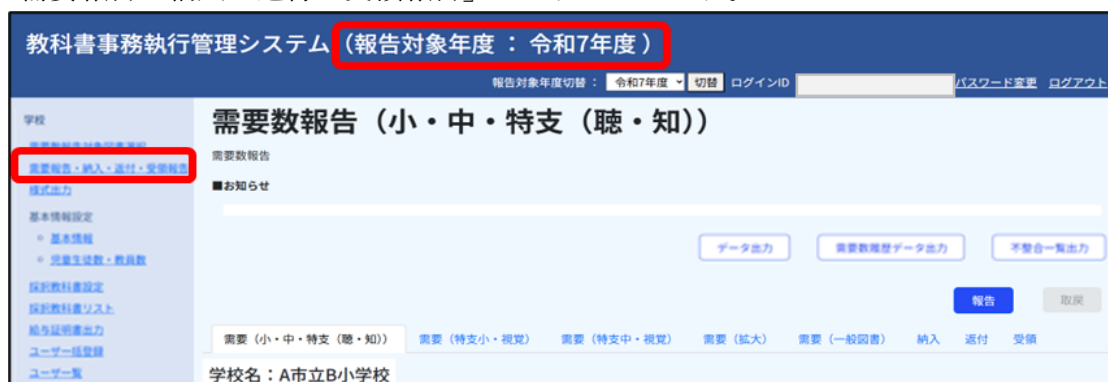 教科書事務執行管理システム（報告対象年度 ： 令和7年度 ）
報告対象年度切替： 令和7年度 切替 ログインID パスワード変更 ログアウト
学校
需要数報告対象図書選択
需要報告・納入・返付・受領報告
様式出力
基本情報設定
基本情報
児童生徒数・教員数
採択教科書設定
採択教科書リスト
給与証明書出力
ユーザー一括登録
ユーザー一覧
需要数報告（小・中・特支（聴・知））
需要数報告
■お知らせ
データ出力 需要数履歴データ出力 不整合一覧出力
報告 取戻
需要（小・中・特支（聴・知）） 需要（特支小・視覚） 需要（特支中・視覚） 需要（拡大） 需要（一般図書） 納入 返付 受領
学校名：A市立B小学校